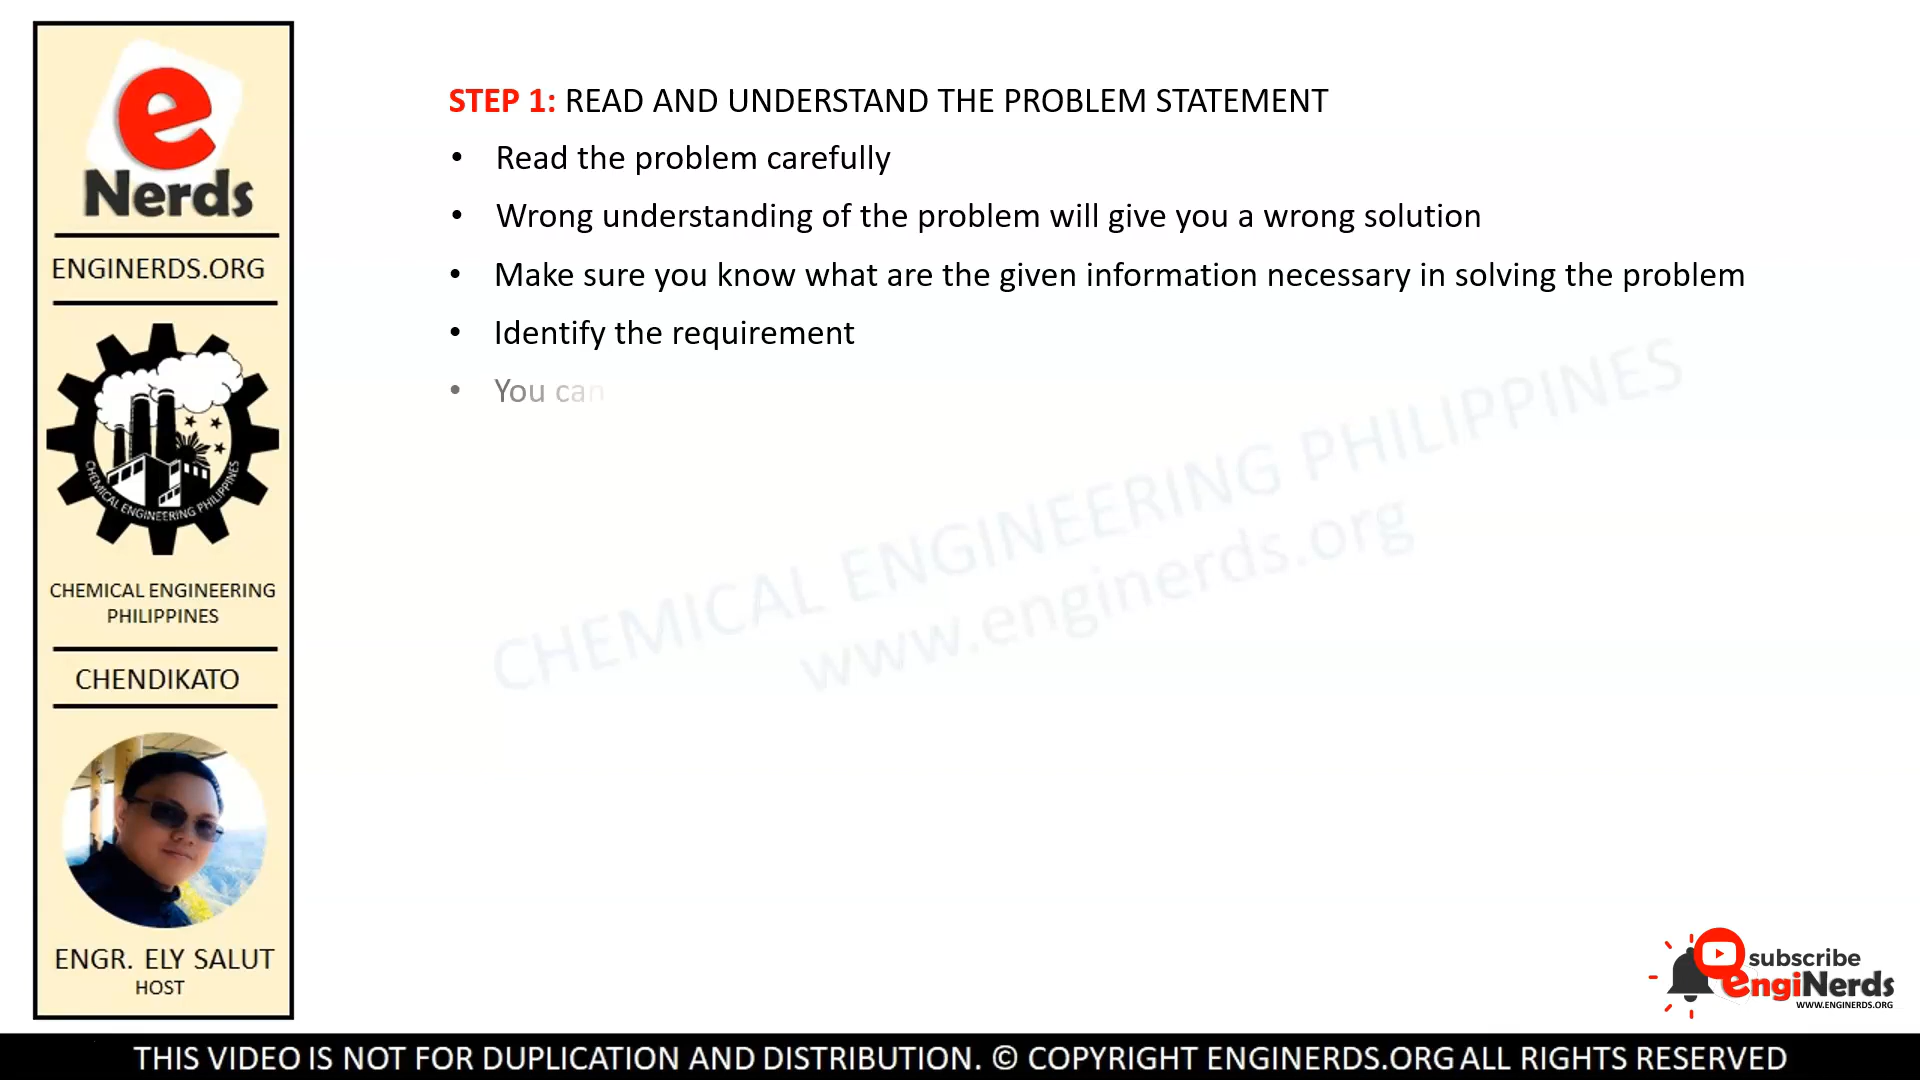 e
Nerds
ENGINERDS.ORG
CHEMICAL ENGINEERING PHILIPPINES
CHEMICAL ENGINEERING
PHILIPPINES
CHENDIKATO
ENGR. ELY SALUT
HOST
STEP 1: READ AND UNDERSTAND THE PROBLEM STATEMENT
• Read the problem carefully
• Wrong understanding of the problem will give you a wrong solution
• Make sure you know what are the given information necessary in solving the problem
• Identify the requirement
• You can
CHEMICAL ENGINEERING PHILIPPINES
www.enginerds.org
subscribe
engiNerds
WWW.ENGINERDS.ORG
THIS VIDEO IS NOT FOR DUPLICATION AND DISTRIBUTION. © COPYRIGHT ENGINERDS.ORG ALL RIGHTS RESERVED